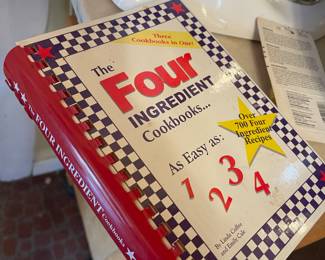 Three
Cookbooks in One!
The
Four
INGREDIENT
Cookbooks...
As Easy as:
1
2
3
4
Over
700 Four
Ingredient
Recipes
By Linda Coffee
and Emily Cale
The FOUR INGREDIENT Cookbooks